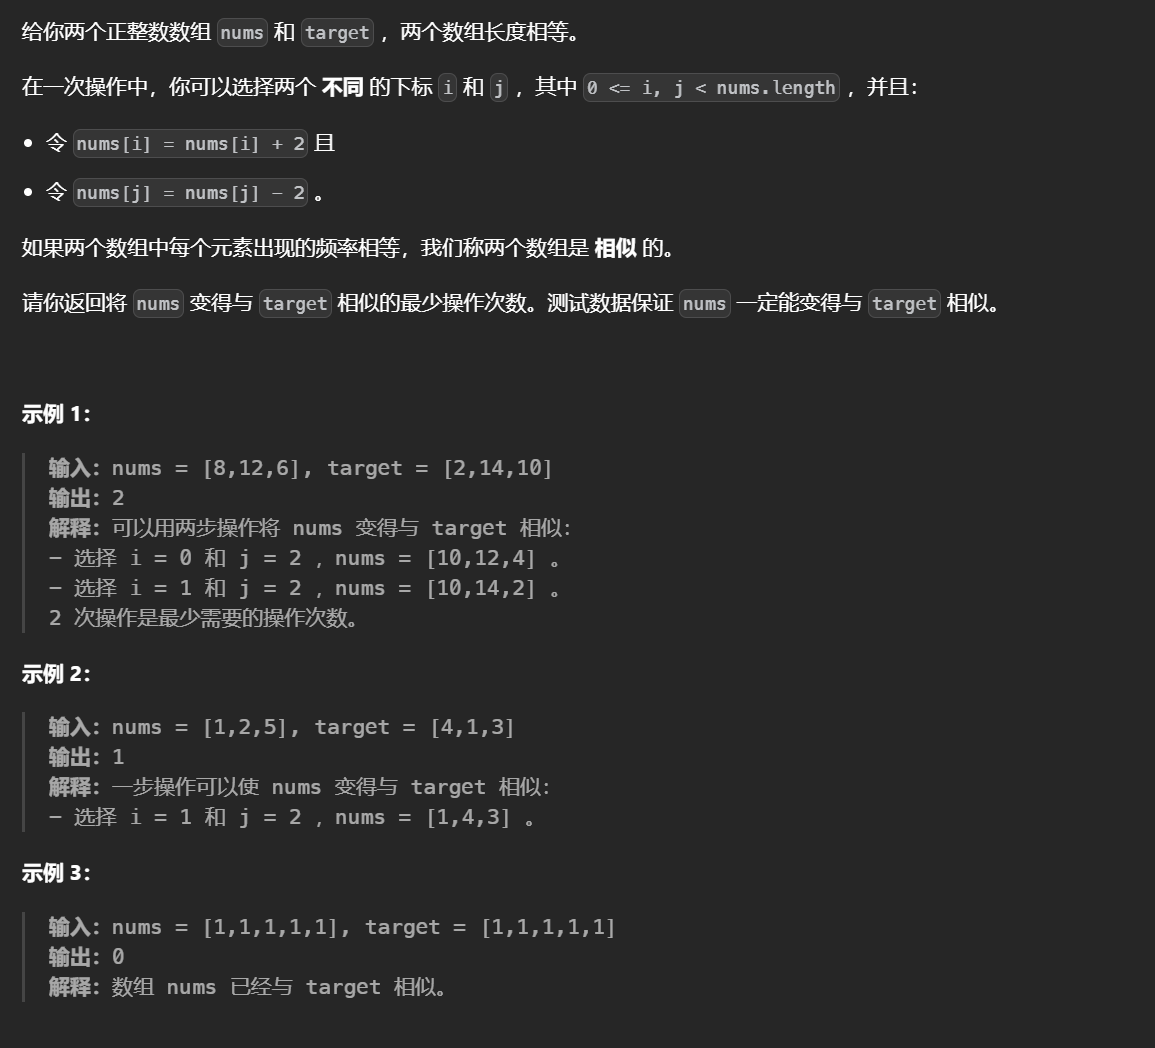 给你两个正整数数组 nums 和 target ，两个数组长度相等。
在一次操作中，你可以选择两个 不同 的下标 i 和 j ，其中 0 <= i, j < nums.length ，并且：
• 令 nums[i] = nums[i] + 2 且
• 令 nums[j] = nums[j] - 2 。
如果两个数组中每个元素出现的频率相等，我们称两个数组是 相似 的。
请你返回将 nums 变得与 target 相似的最少操作次数。测试数据保证 nums 一定能变得与 target 相似。
示例 1：
输入：nums = [8,12,6], target = [2,14,10]
输出：2
解释：可以用两步操作将 nums 变得与 target 相似：
- 选择 i = 0 和 j = 2 ，nums = [10,12,4] 。
- 选择 i = 1 和 j = 2 ，nums = [10,14,2] 。
2 次操作是最少需要的操作次数。
示例 2：
输入：nums = [1,2,5], target = [4,1,3]
输出：1
解释：一步操作可以使 nums 变得与 target 相似：
- 选择 i = 1 和 j = 2 ，nums = [1,4,3] 。
示例 3：
输入：nums = [1,1,1,1,1], target = [1,1,1,1,1]
输出：0
解释：数组 nums 已经与 target 相似。